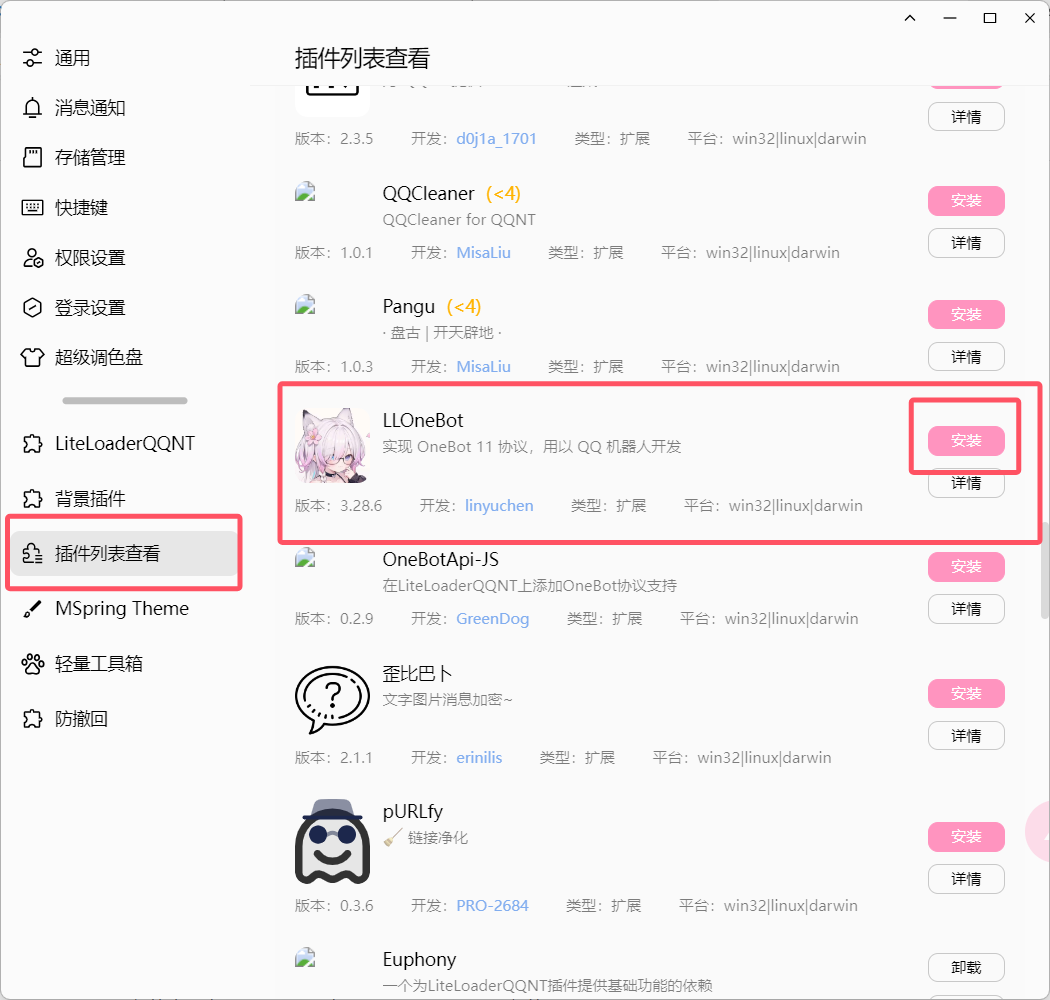 通用
消息通知
存储管理
快捷键
权限设置
登录设置
超级调色盘
LiteLoaderQQNT
背景插件
插件列表查看
MSpring Theme
轻量工具箱
防撤回
插件列表查看
详情
版本：2.3.5 开发：d0j1a_1701 类型：扩展 平台：win32|linux|darwin
QQCleaner (<4)
安装
QQCleaner for QQNT
详情
版本：1.0.1 开发：MisaLiu 类型：扩展 平台：win32|linux|darwin
Pangu (<4)
安装
· 盘古 | 开天辟地 ·
详情
版本：1.0.3 开发：MisaLiu 类型：扩展 平台：win32|linux|darwin
LLOneBot
安装
实现 OneBot 11 协议，用以 QQ 机器人开发
详情
版本：3.28.6 开发：linyuchen 类型：扩展 平台：win32|linux|darwin
OneBotApi-JS
安装
在LiteLoaderQQNT上添加OneBot协议支持
详情
版本：0.2.9 开发：GreenDog 类型：扩展 平台：win32|linux|darwin
歪比巴卜
安装
文字图片消息加密~
详情
版本：2.1.1 开发：erinilis 类型：扩展 平台：win32|linux|darwin
pURLfy
安装
🧹 链接净化
详情
版本：0.3.6 开发：PRO-2684 类型：扩展 平台：win32|linux|darwin
Euphony
卸载
一个为LiteLoaderQQNT插件提供基础功能的依赖